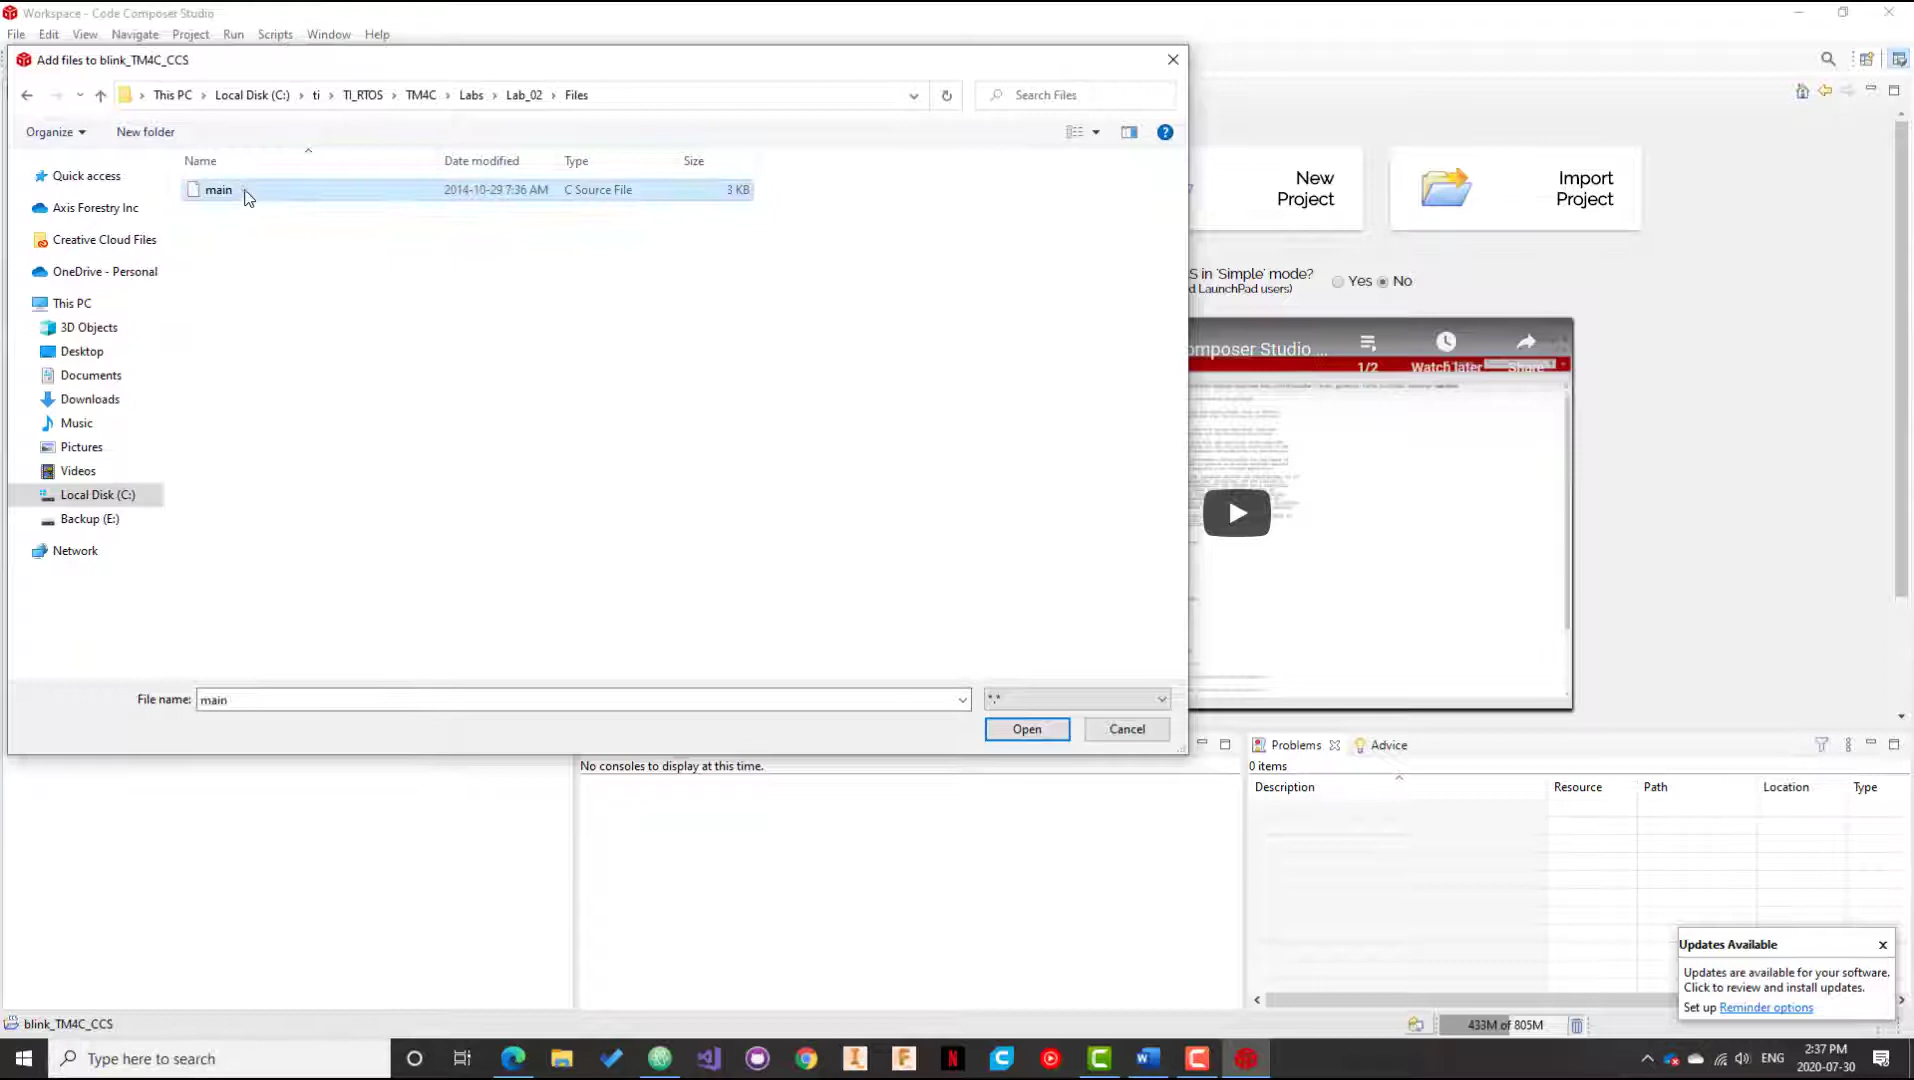 Workspace - Code Composer Studio
File Edit View Navigate Project Run Scripts Window Help
Add files to blink_TM4C_CCS
This PC > Local Disk (C:) > ti > TI_RTOS > TM4C > Labs > Lab_02 > Files
Search Files
Organize
New folder
Name Date modified Type Size
main 2014-10-29 7:36 AM C Source File 3 KB
Quick access
Axis Forestry Inc
Creative Cloud Files
OneDrive - Personal
This PC
3D Objects
Desktop
Documents
Downloads
Music
Pictures
Videos
Local Disk (C:)
Backup (E:)
Network
File name: main
*.*
Open Cancel
New
Project
Import
Project
S in 'Simple' mode?
d LaunchPad users)
Yes No
omposer Studio ...
1/2 Watch later Share
No consoles to display at this time.
Problems Advice
0 items
Description Resource Path Location Type
Updates Available x
Updates are available for your software.
Click to review and install updates.
Set up Reminder options
blink_TM4C_CCS
433M of 805M
Type here to search
ENG
2:37 PM
2020-07-30